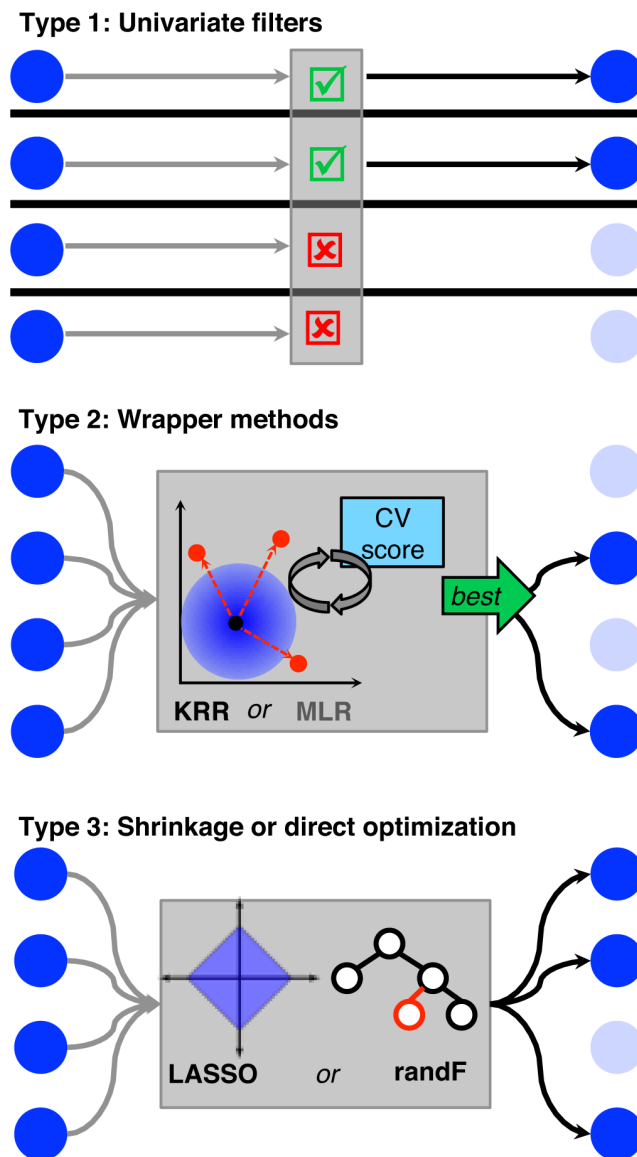 Type 1: Univariate filters
Type 2: Wrapper methods
CV
score
best
KRR or MLR
Type 3: Shrinkage or direct optimization
LASSO or randF